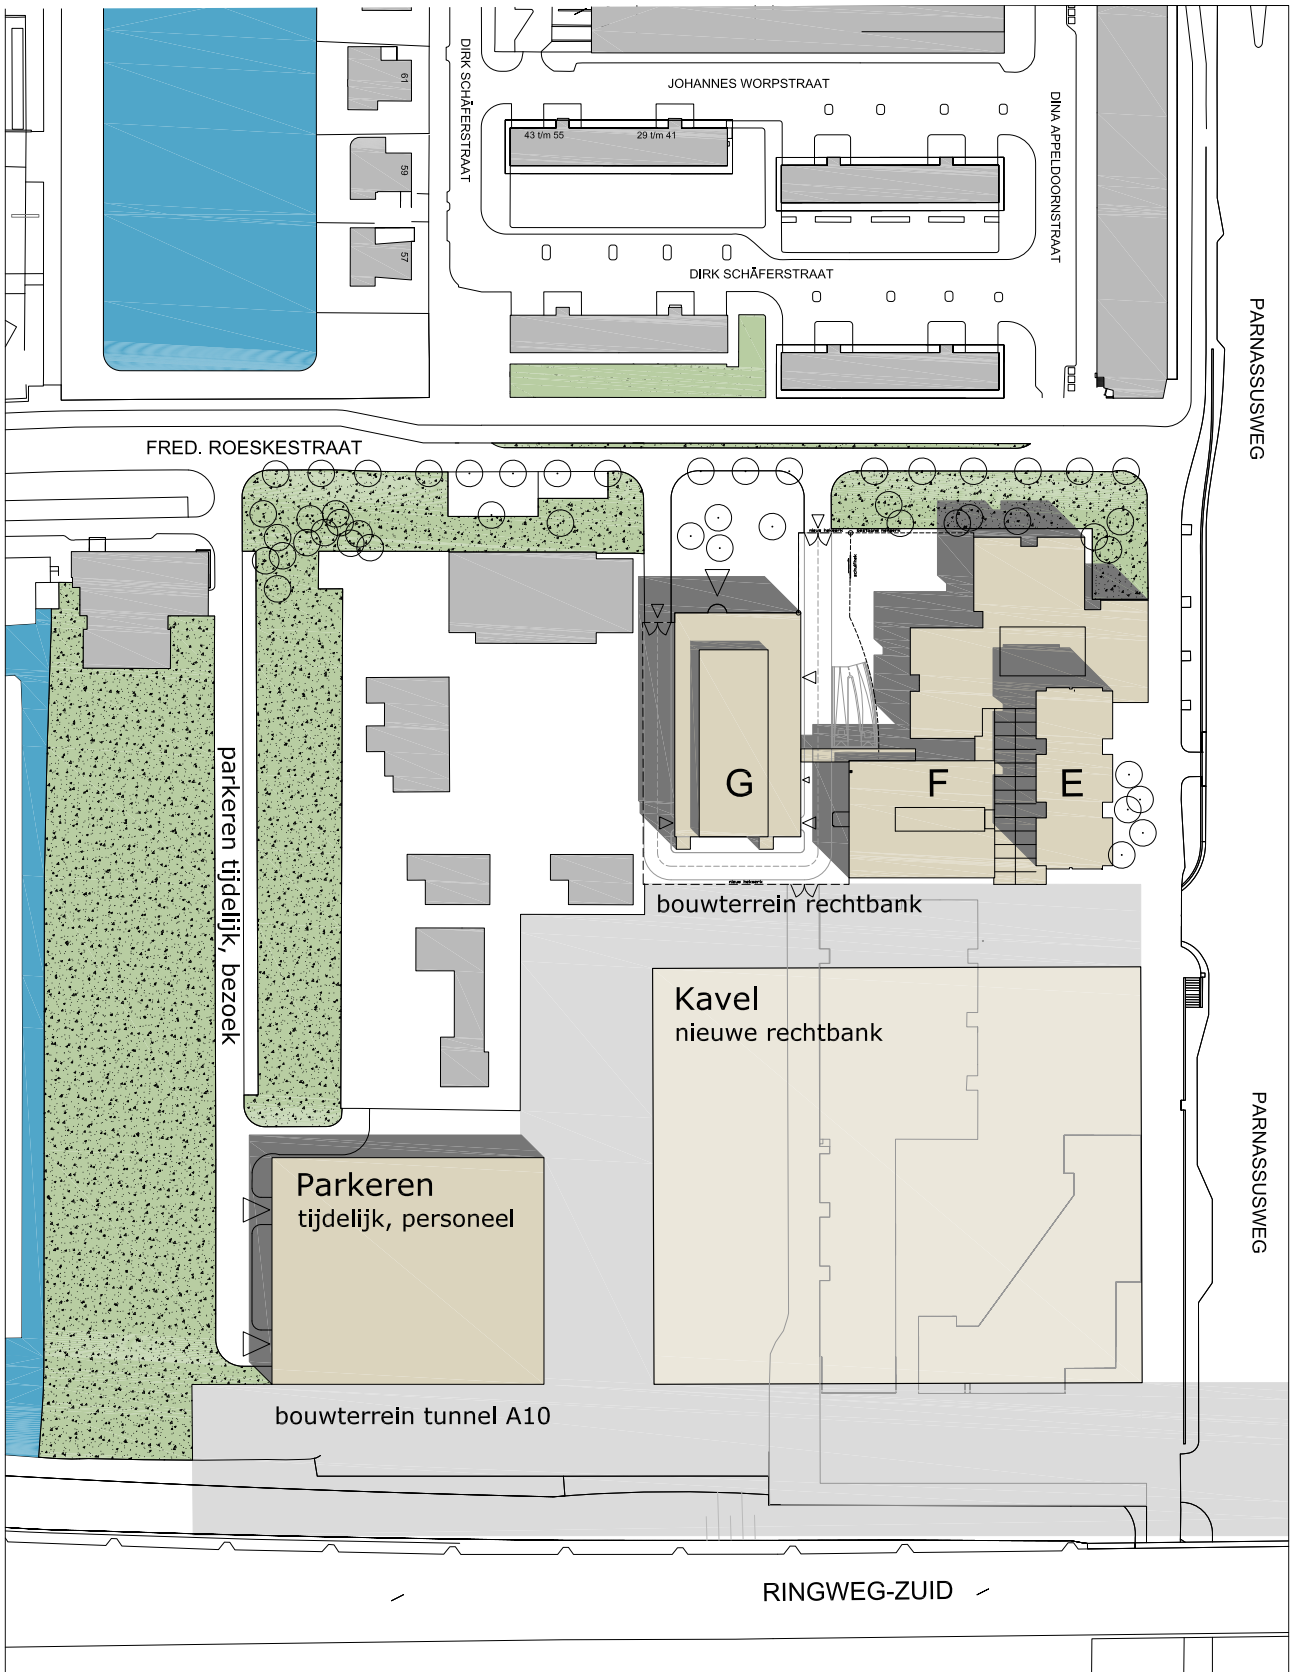 DIRK SCHÄFERSTRAAT
JOHANNES WORPSTRAAT
DINA APPELDOORNSTRAAT
61
43 t/m 55
29 t/m 41
59
57
DIRK SCHÄFERSTRAAT
PARNASSUSWEG
FRED. ROESKESTRAAT
parkeren tijdelijk, bezoek
G
F
E
bouwterrein rechtbank
Kavel
nieuwe rechtbank
PARNASSUSWEG
Parkeren
tijdelijk, personeel
bouwterrein tunnel A10
RINGWEG-ZUID